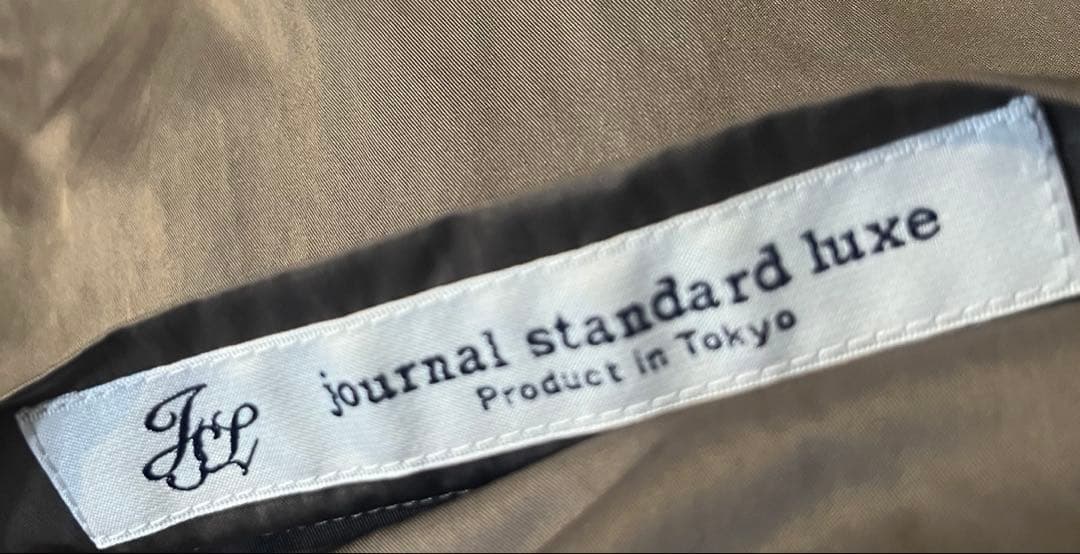 JSL
journal standard luxe
Product in Tokyo